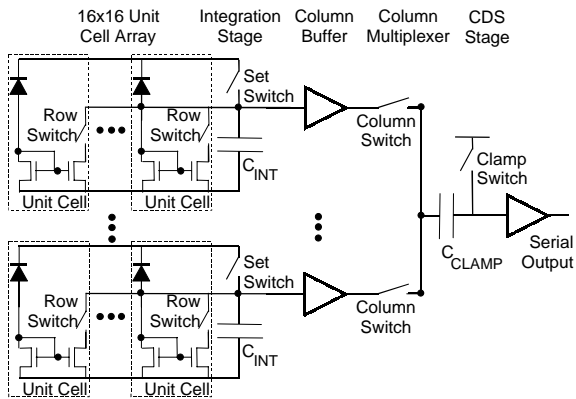 16x16 Unit
Cell Array
Integration
Stage
Column
Buffer
Column
Multiplexer
CDS
Stage
Row
Switch
Row
Switch
Set
Switch
C_INT
Unit Cell
Unit Cell
Column
Switch
Clamp
Switch
C_CLAMP
Serial
Output
Row
Switch
Row
Switch
Set
Switch
C_INT
Unit Cell
Unit Cell
Column
Switch